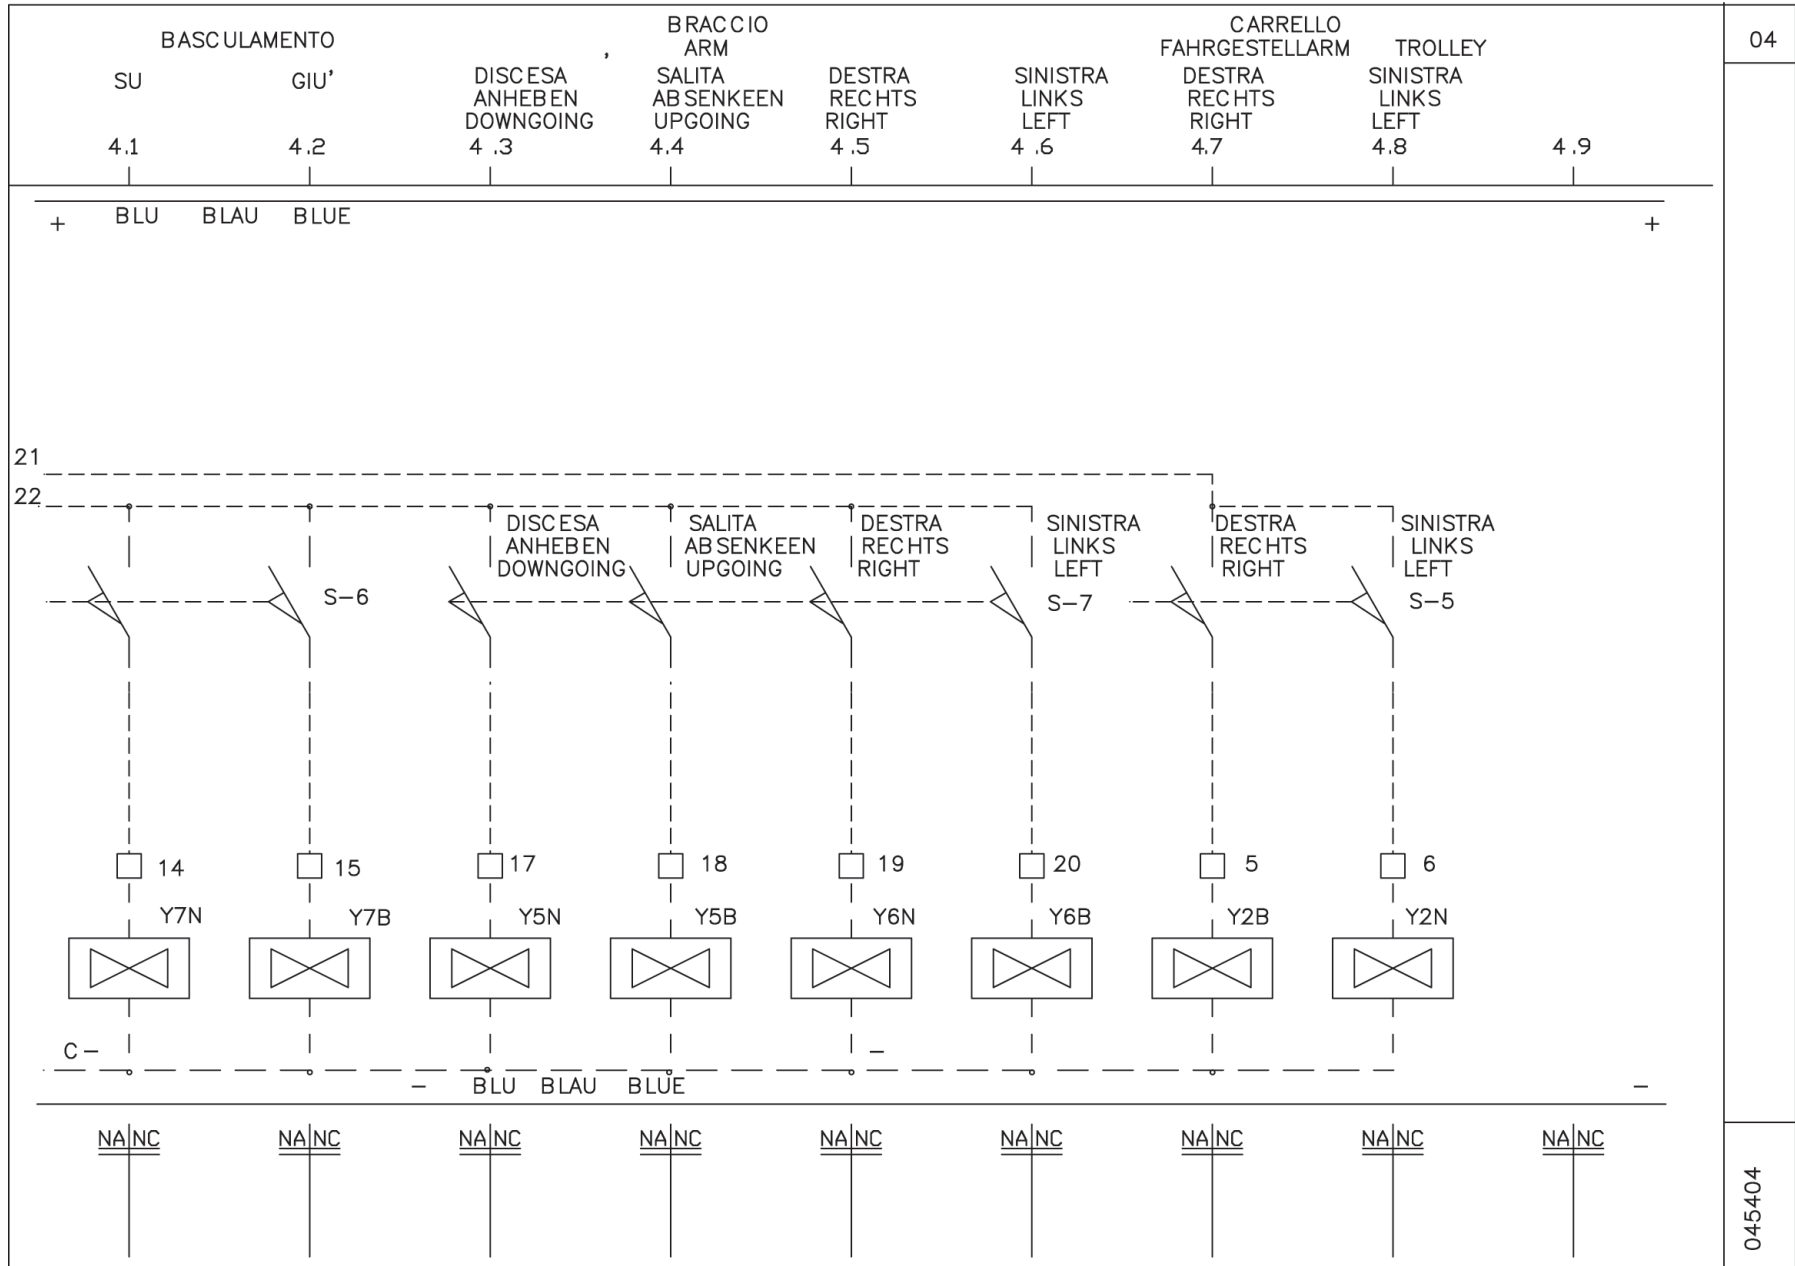 BASCULAMENTO , BRACCIO CARRELLO 04
ARM FAHRGESTELLARM TROLLEY
SU GIU' DISCESA SALITA DESTRA SINISTRA DESTRA SINISTRA
ANHEBEN ABSENKEEN RECHTS LINKS RECHTS LINKS
DOWNGOING UPGOING RIGHT LEFT RIGHT LEFT
4.1 4.2 4.3 4.4 4.5 4.6 4.7 4.8 4.9
+ BLU BLAU BLUE +
21
22
DISCESA SALITA DESTRA SINISTRA DESTRA SINISTRA
ANHEBEN ABSENKEEN RECHTS LINKS RECHTS LINKS
DOWNGOING UPGOING RIGHT LEFT RIGHT LEFT
S-6 S-7 S-5
14 15 17 18 19 20 5 6
Y7N Y7B Y5N Y5B Y6N Y6B Y2B Y2N
C - -
- BLU BLAU BLUE -
NA NC NA NC NA NC NA NC NA NC NA NC NA NC NA NC NA NC
045404